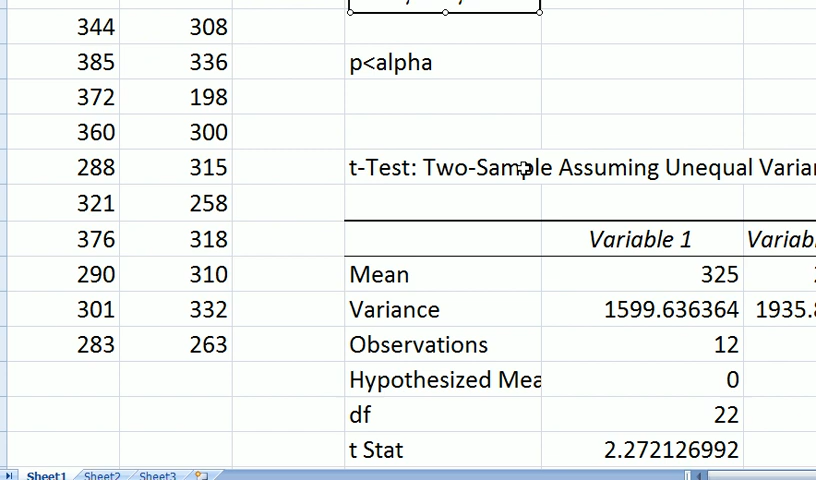 344 308
385 336 p<alpha
372 198
360 300
288 315 t-Test: Two-Sample Assuming Unequal
321 258
376 318 Variable 1
290 310 Mean 325
301 332 Variance 1599.636364 1935.8
283 263 Observations 12
Hypothesized Mea 0
df 22
t Stat 2.272126992
Sheet1 Sheet2 Sheet3